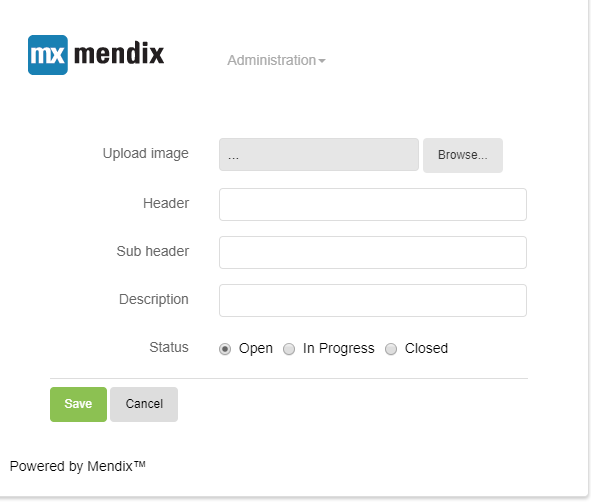 mx mendix
Administration
Upload image ... Browse...
Header
Sub header
Description
Status Open In Progress Closed
Save Cancel
Powered by Mendix™